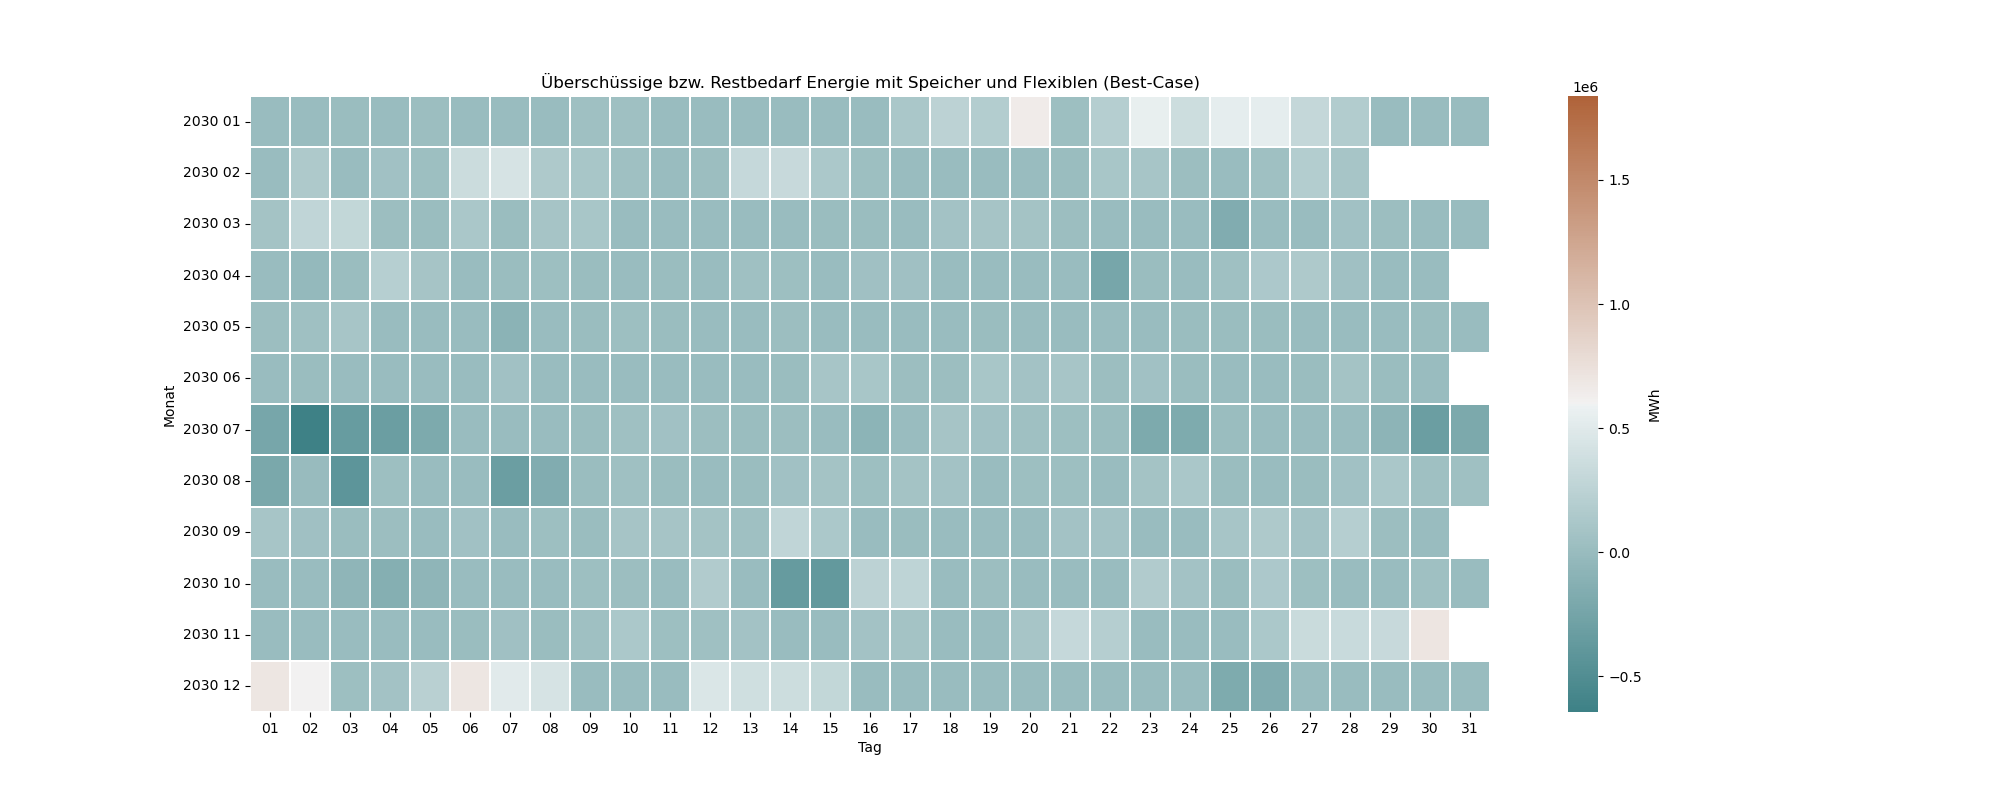 Überschüssige bzw. Restbedarf Energie mit Speicher und Flexiblen (Best-Case)
1e6
2030 01
2030 02
2030 03
2030 04
2030 05
2030 06
2030 07
2030 08
2030 09
2030 10
2030 11
2030 12
Monat
01 02 03 04 05 06 07 08 09 10 11 12 13 14 15 16 17 18 19 20 21 22 23 24 25 26 27 28 29 30 31
Tag
1.5
1.0
0.5
0.0
−0.5
MWh